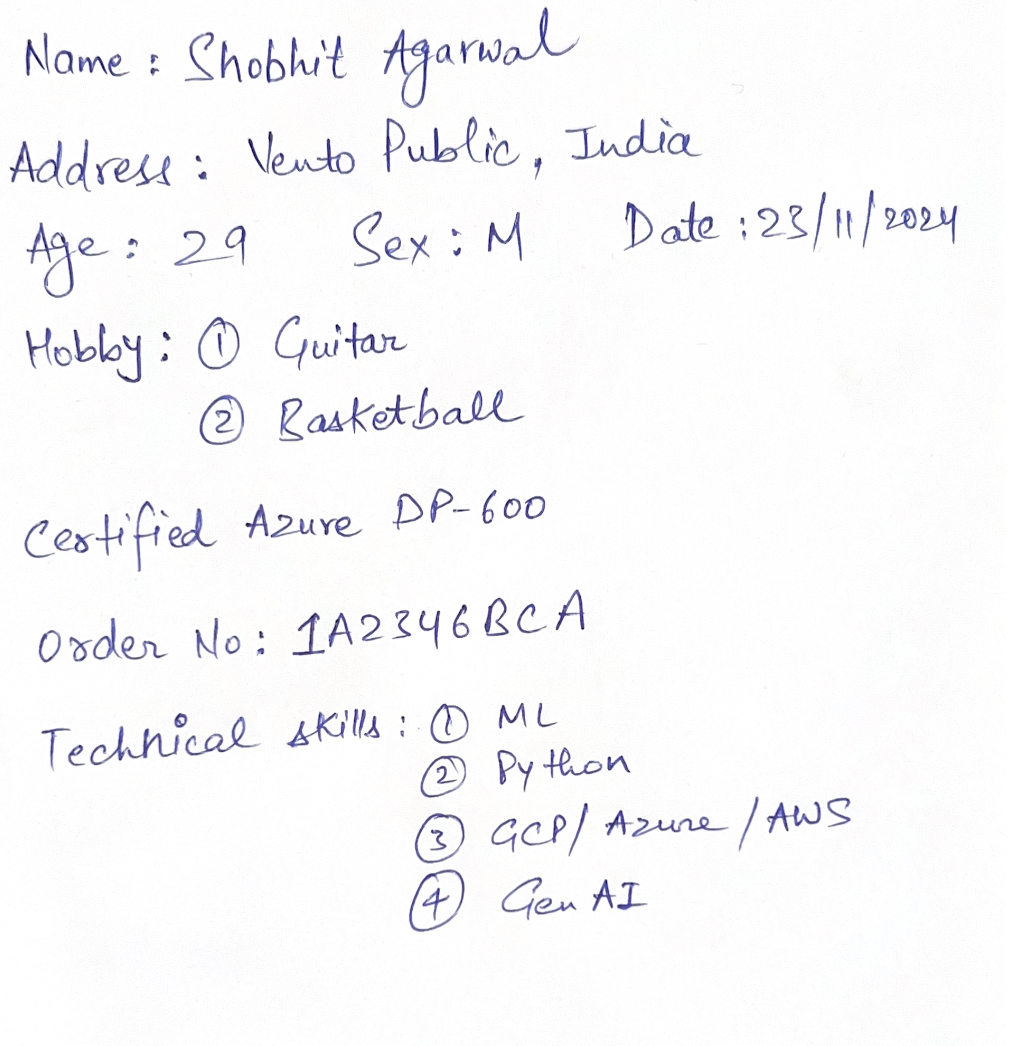 Name : Shobhit Agarwal
Address : Vento Public, India
Age : 29 Sex : M Date : 23/11/2024
Hobby : ① Guitar
② Basketball
Certified Azure DP-600
Order No : 1A2346BCA
Technical skills : ① ML
② Python
③ GCP/ Azure / AWS
④ Gen AI